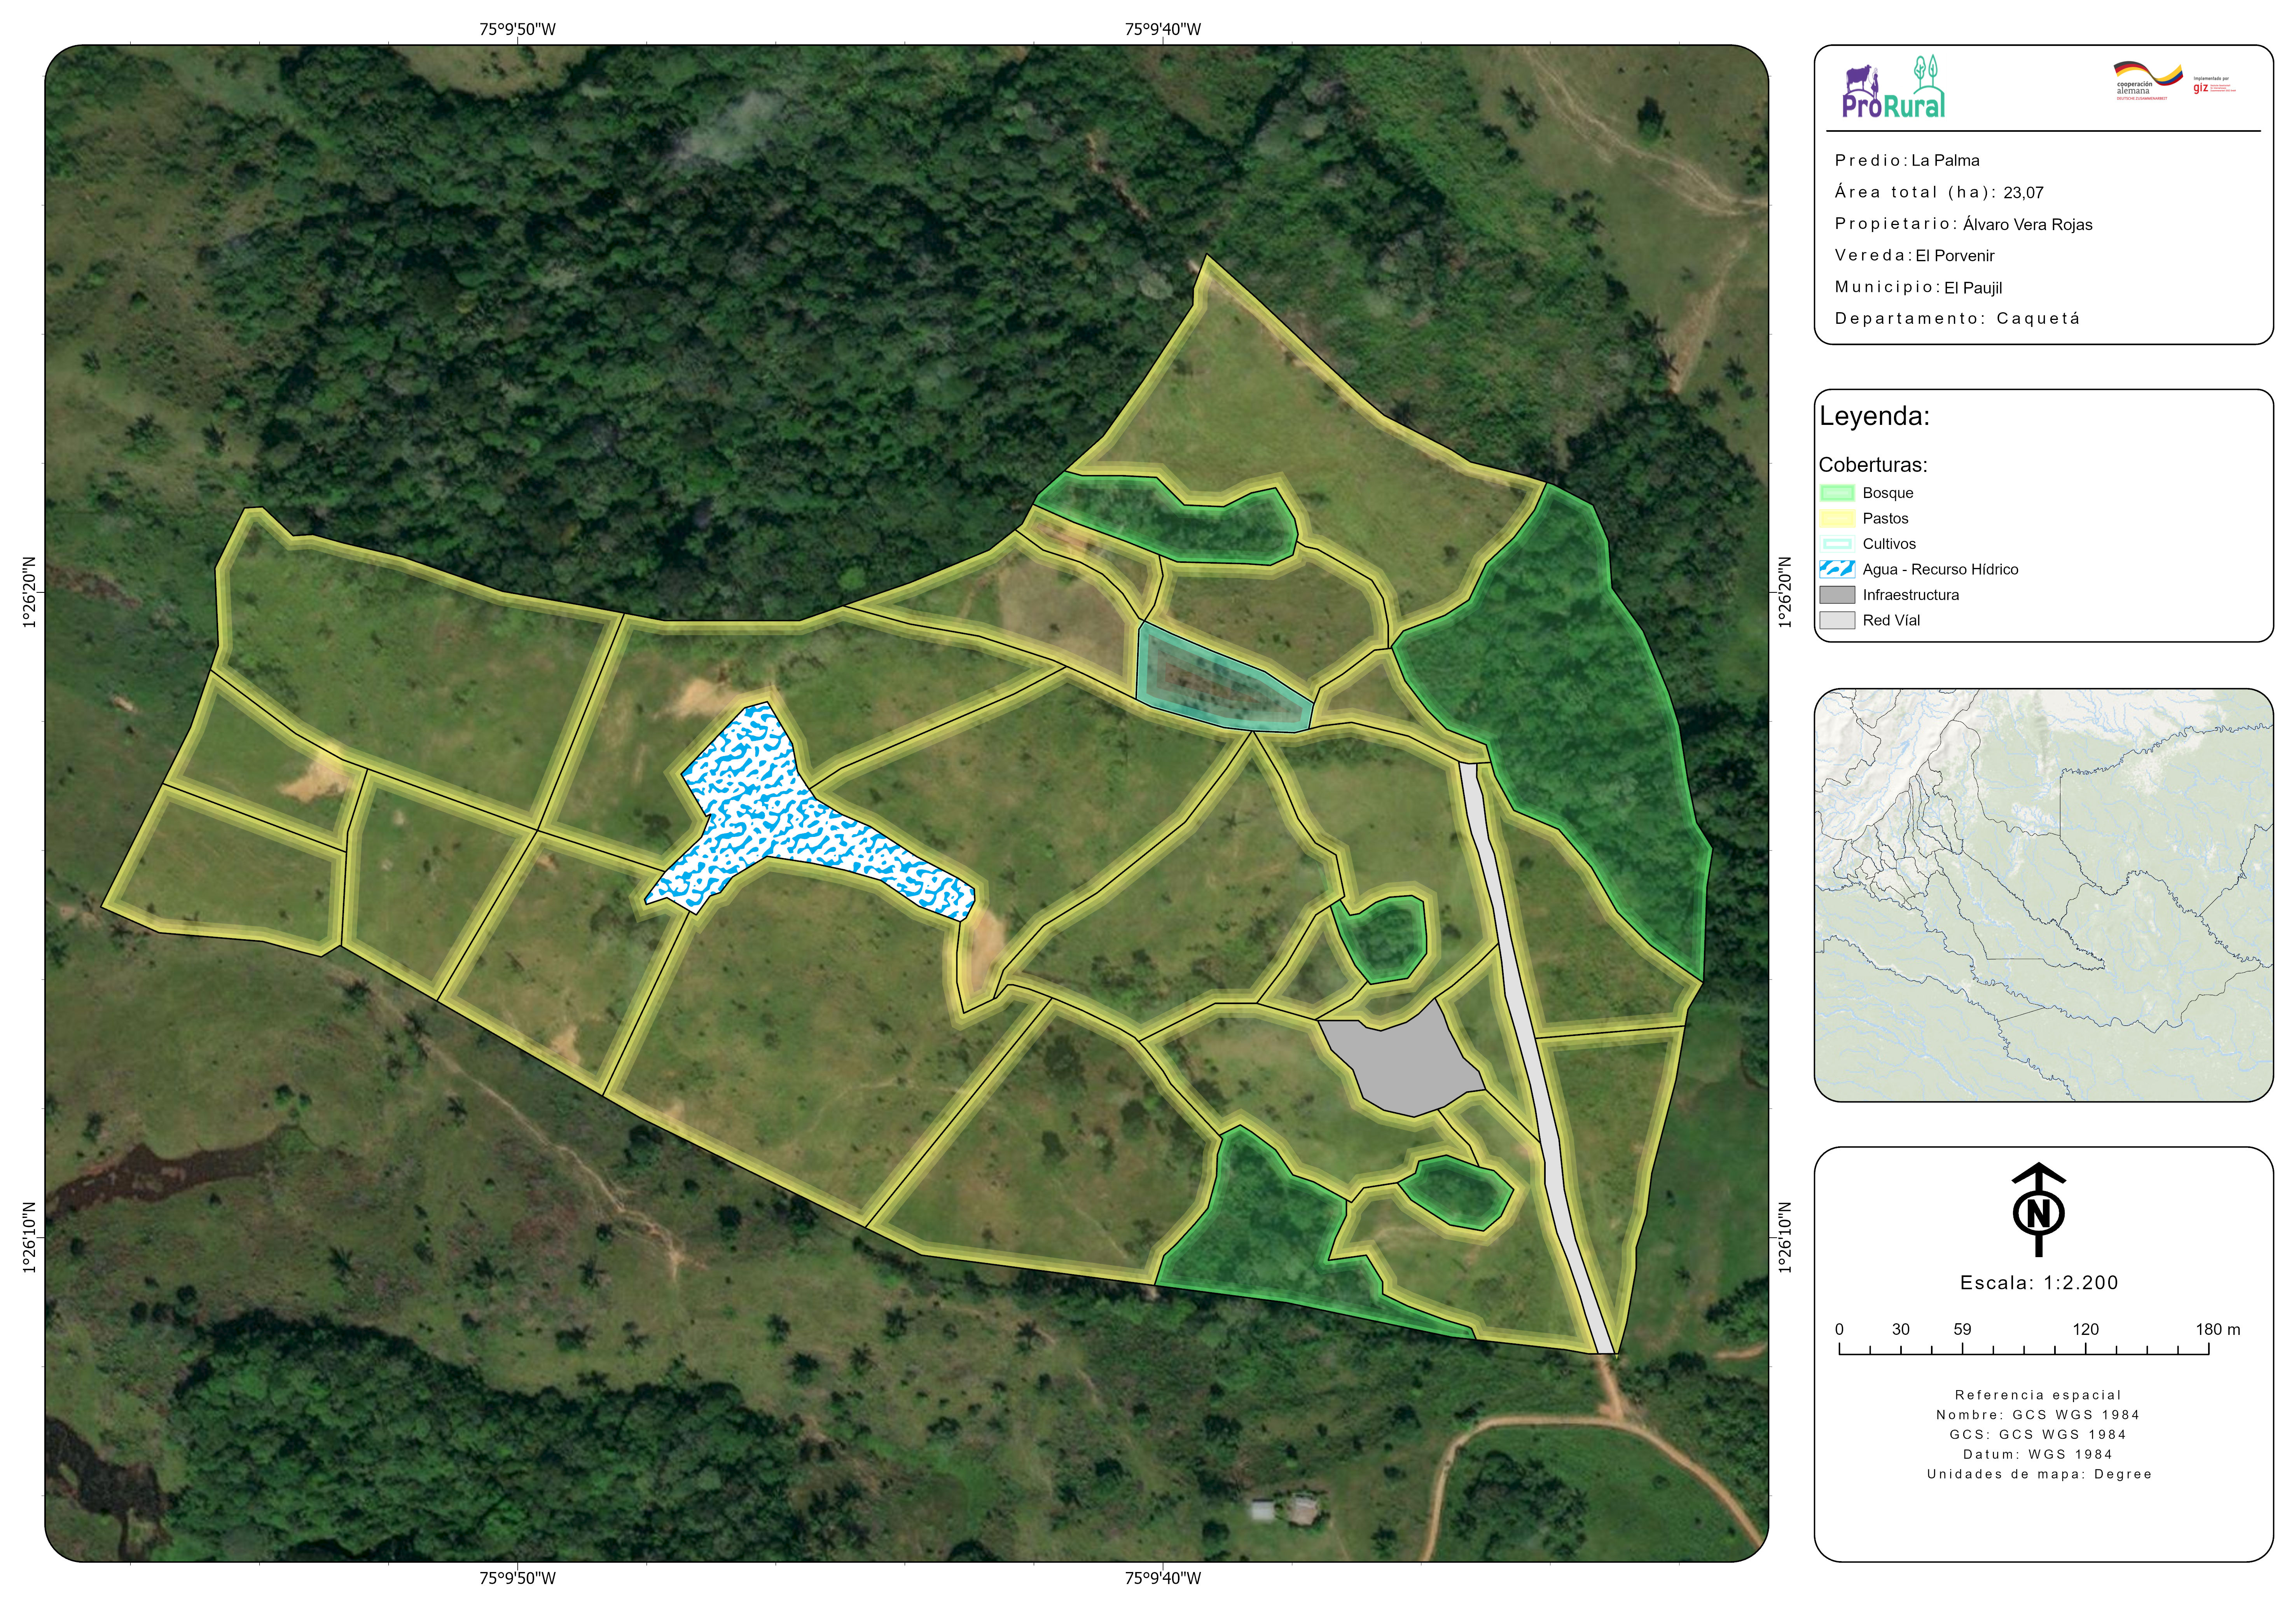 75°9'50"W
75°9'40"W
1°26'20"N
1°26'10"N
1°26'20"N
1°26'10"N
75°9'50"W
75°9'40"W
ProRural
cooperación
alemana
DEUTSCHE ZUSAMMENARBEIT
Implementada por
giz
Predio: La Palma
Área total (ha): 23,07
Propietario: Álvaro Vera Rojas
Vereda: El Porvenir
Municipio: El Paujil
Departamento: Caquetá
Leyenda:
Coberturas:
Bosque
Pastos
Cultivos
Agua - Recurso Hídrico
Infraestructura
Red Víal
N
Escala: 1:2.200
0 30 59 120 180 m
Referencia espacial
Nombre: GCS WGS 1984
GCS: GCS WGS 1984
Datum: WGS 1984
Unidades de mapa: Degree